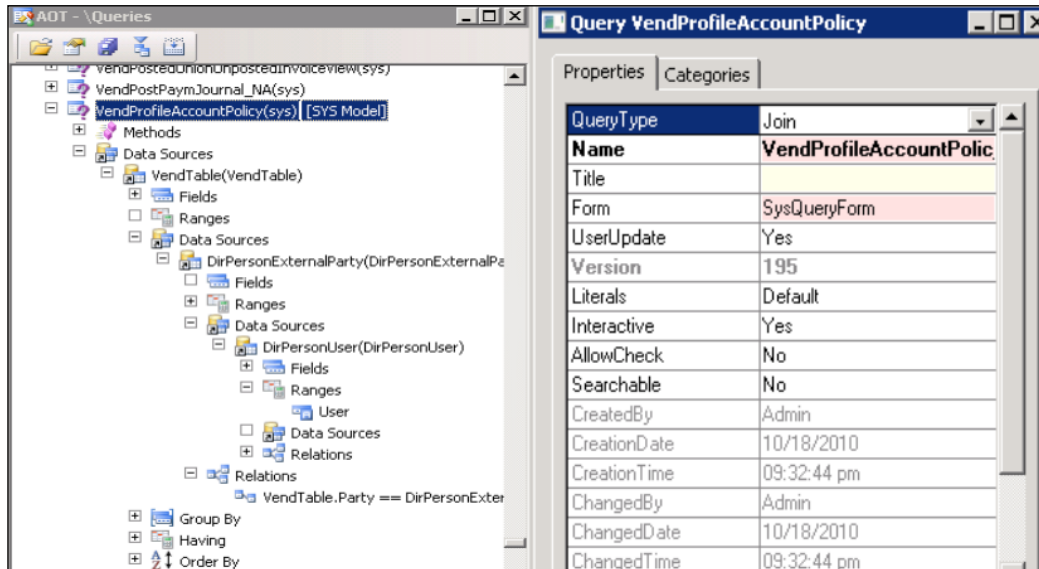 AOT - \Queries
VendPostedUnionUnpostedInvoiceView(sys)
VendPostPaymJournal_NA(sys)
VendProfileAccountPolicy(sys) [SYS Model]
Methods
Data Sources
VendTable(VendTable)
Fields
Ranges
Data Sources
DirPersonExternalParty(DirPersonExternalPa
Fields
Ranges
Data Sources
DirPersonUser(DirPersonUser)
Fields
Ranges
User
Data Sources
Relations
Relations
VendTable.Party == DirPersonExter
Group By
Having
Order By
Query VendProfileAccountPolicy
Properties Categories
QueryType Join
Name VendProfileAccountPolic
Title
Form SysQueryForm
UserUpdate Yes
Version 195
Literals Default
Interactive Yes
AllowCheck No
Searchable No
CreatedBy Admin
CreationDate 10/18/2010
CreationTime 09:32:44 pm
ChangedBy Admin
ChangedDate 10/18/2010
ChangedTime 09:32:44 pm